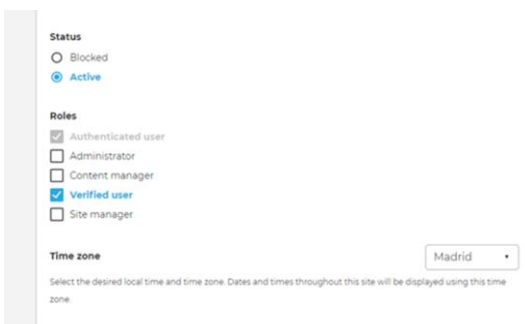 Status
Blocked
Active
Roles
Authenticated user
Administrator
Content manager
Verified user
Site manager
Time zone
Madrid
Select the desired local time and time zone. Dates and times throughout this site will be displayed using this time
zone.